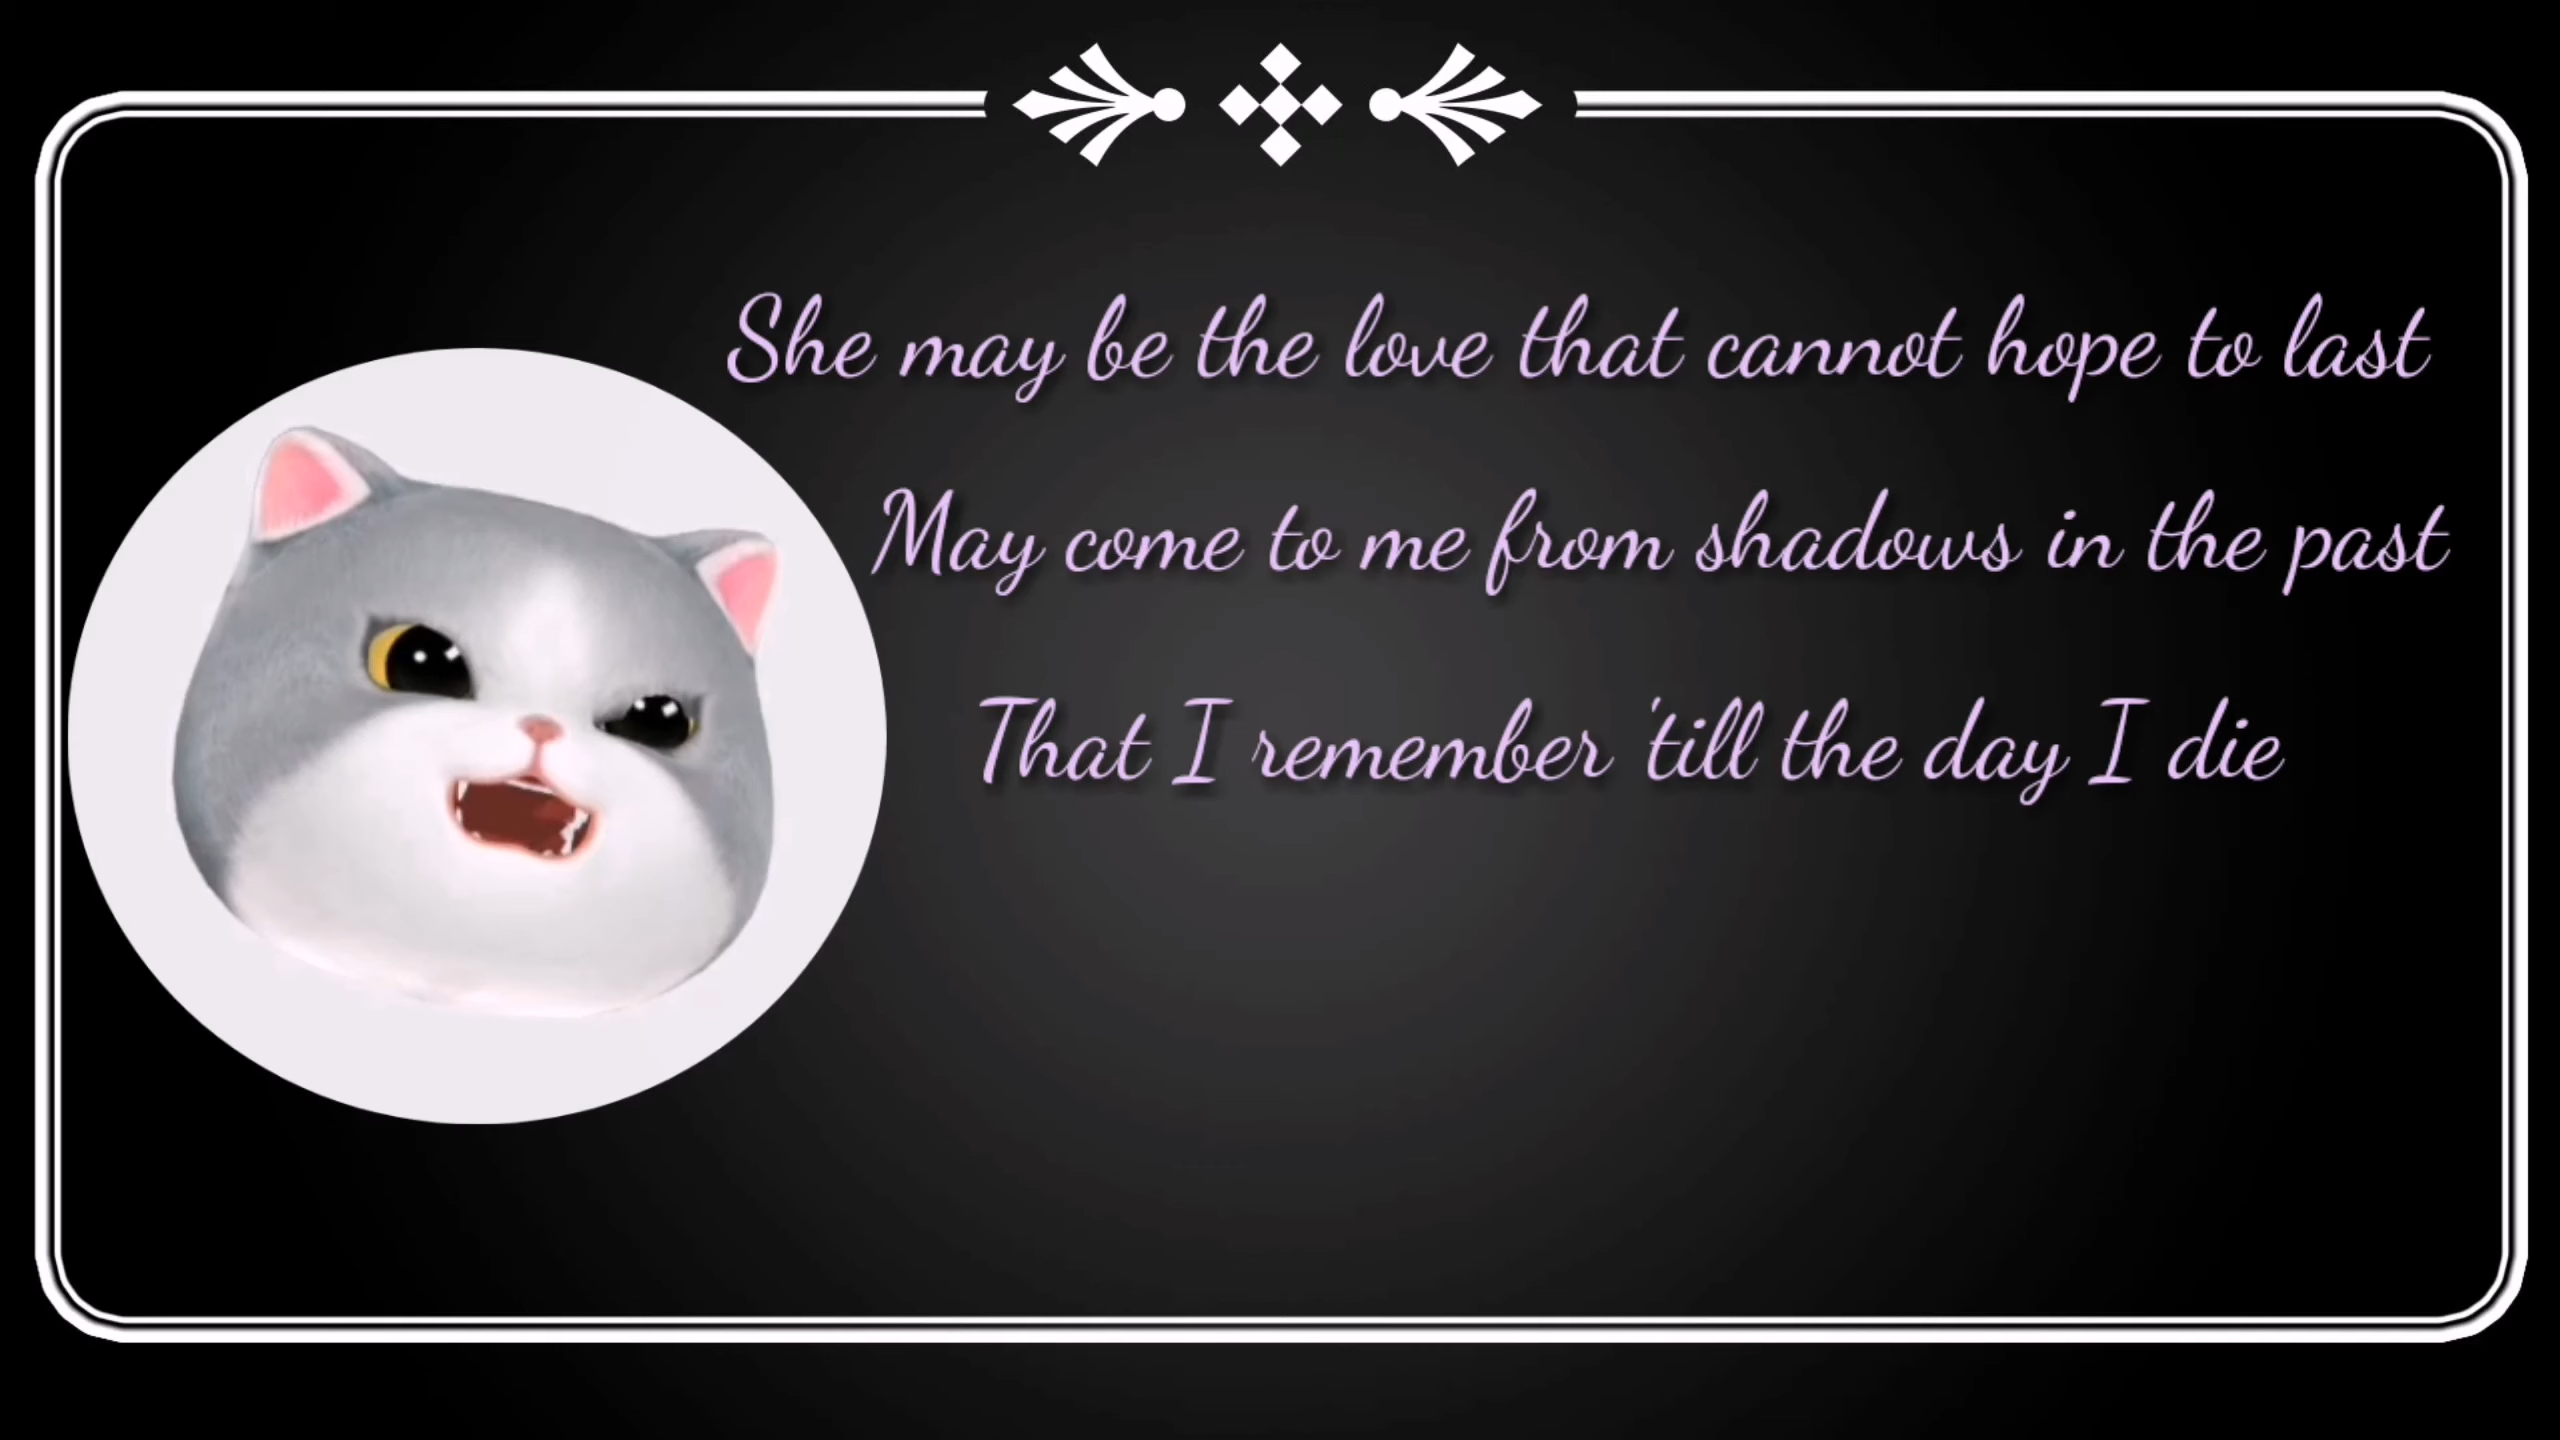 She may be the love that cannot hope to last
May come to me from shadows in the past
That I remember 'till the day I die